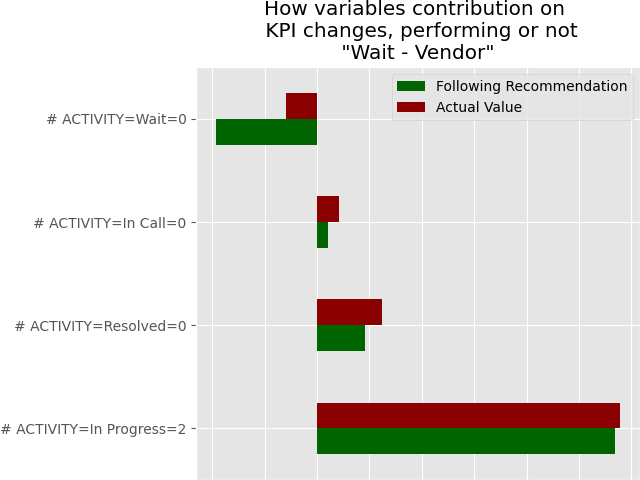 How variables contribution on
KPI changes, performing or not
"Wait - Vendor"
Following Recommendation
Actual Value
# ACTIVITY=Wait=0
# ACTIVITY=In Call=0
# ACTIVITY=Resolved=0
# ACTIVITY=In Progress=2